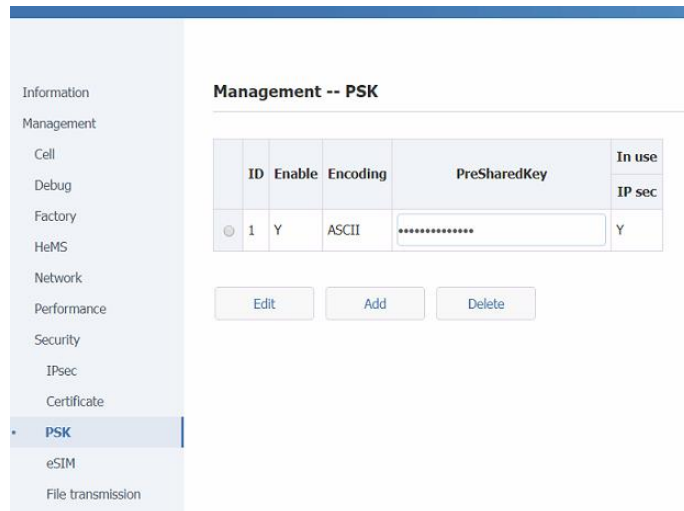 Information
Management
Cell
Debug
Factory
HeMS
Network
Performance
Security
IPsec
Certificate
PSK
eSIM
File transmission
Management -- PSK
ID Enable Encoding PreSharedKey In use
IP sec
1 Y ASCII •••••••••••••• Y
Edit Add Delete